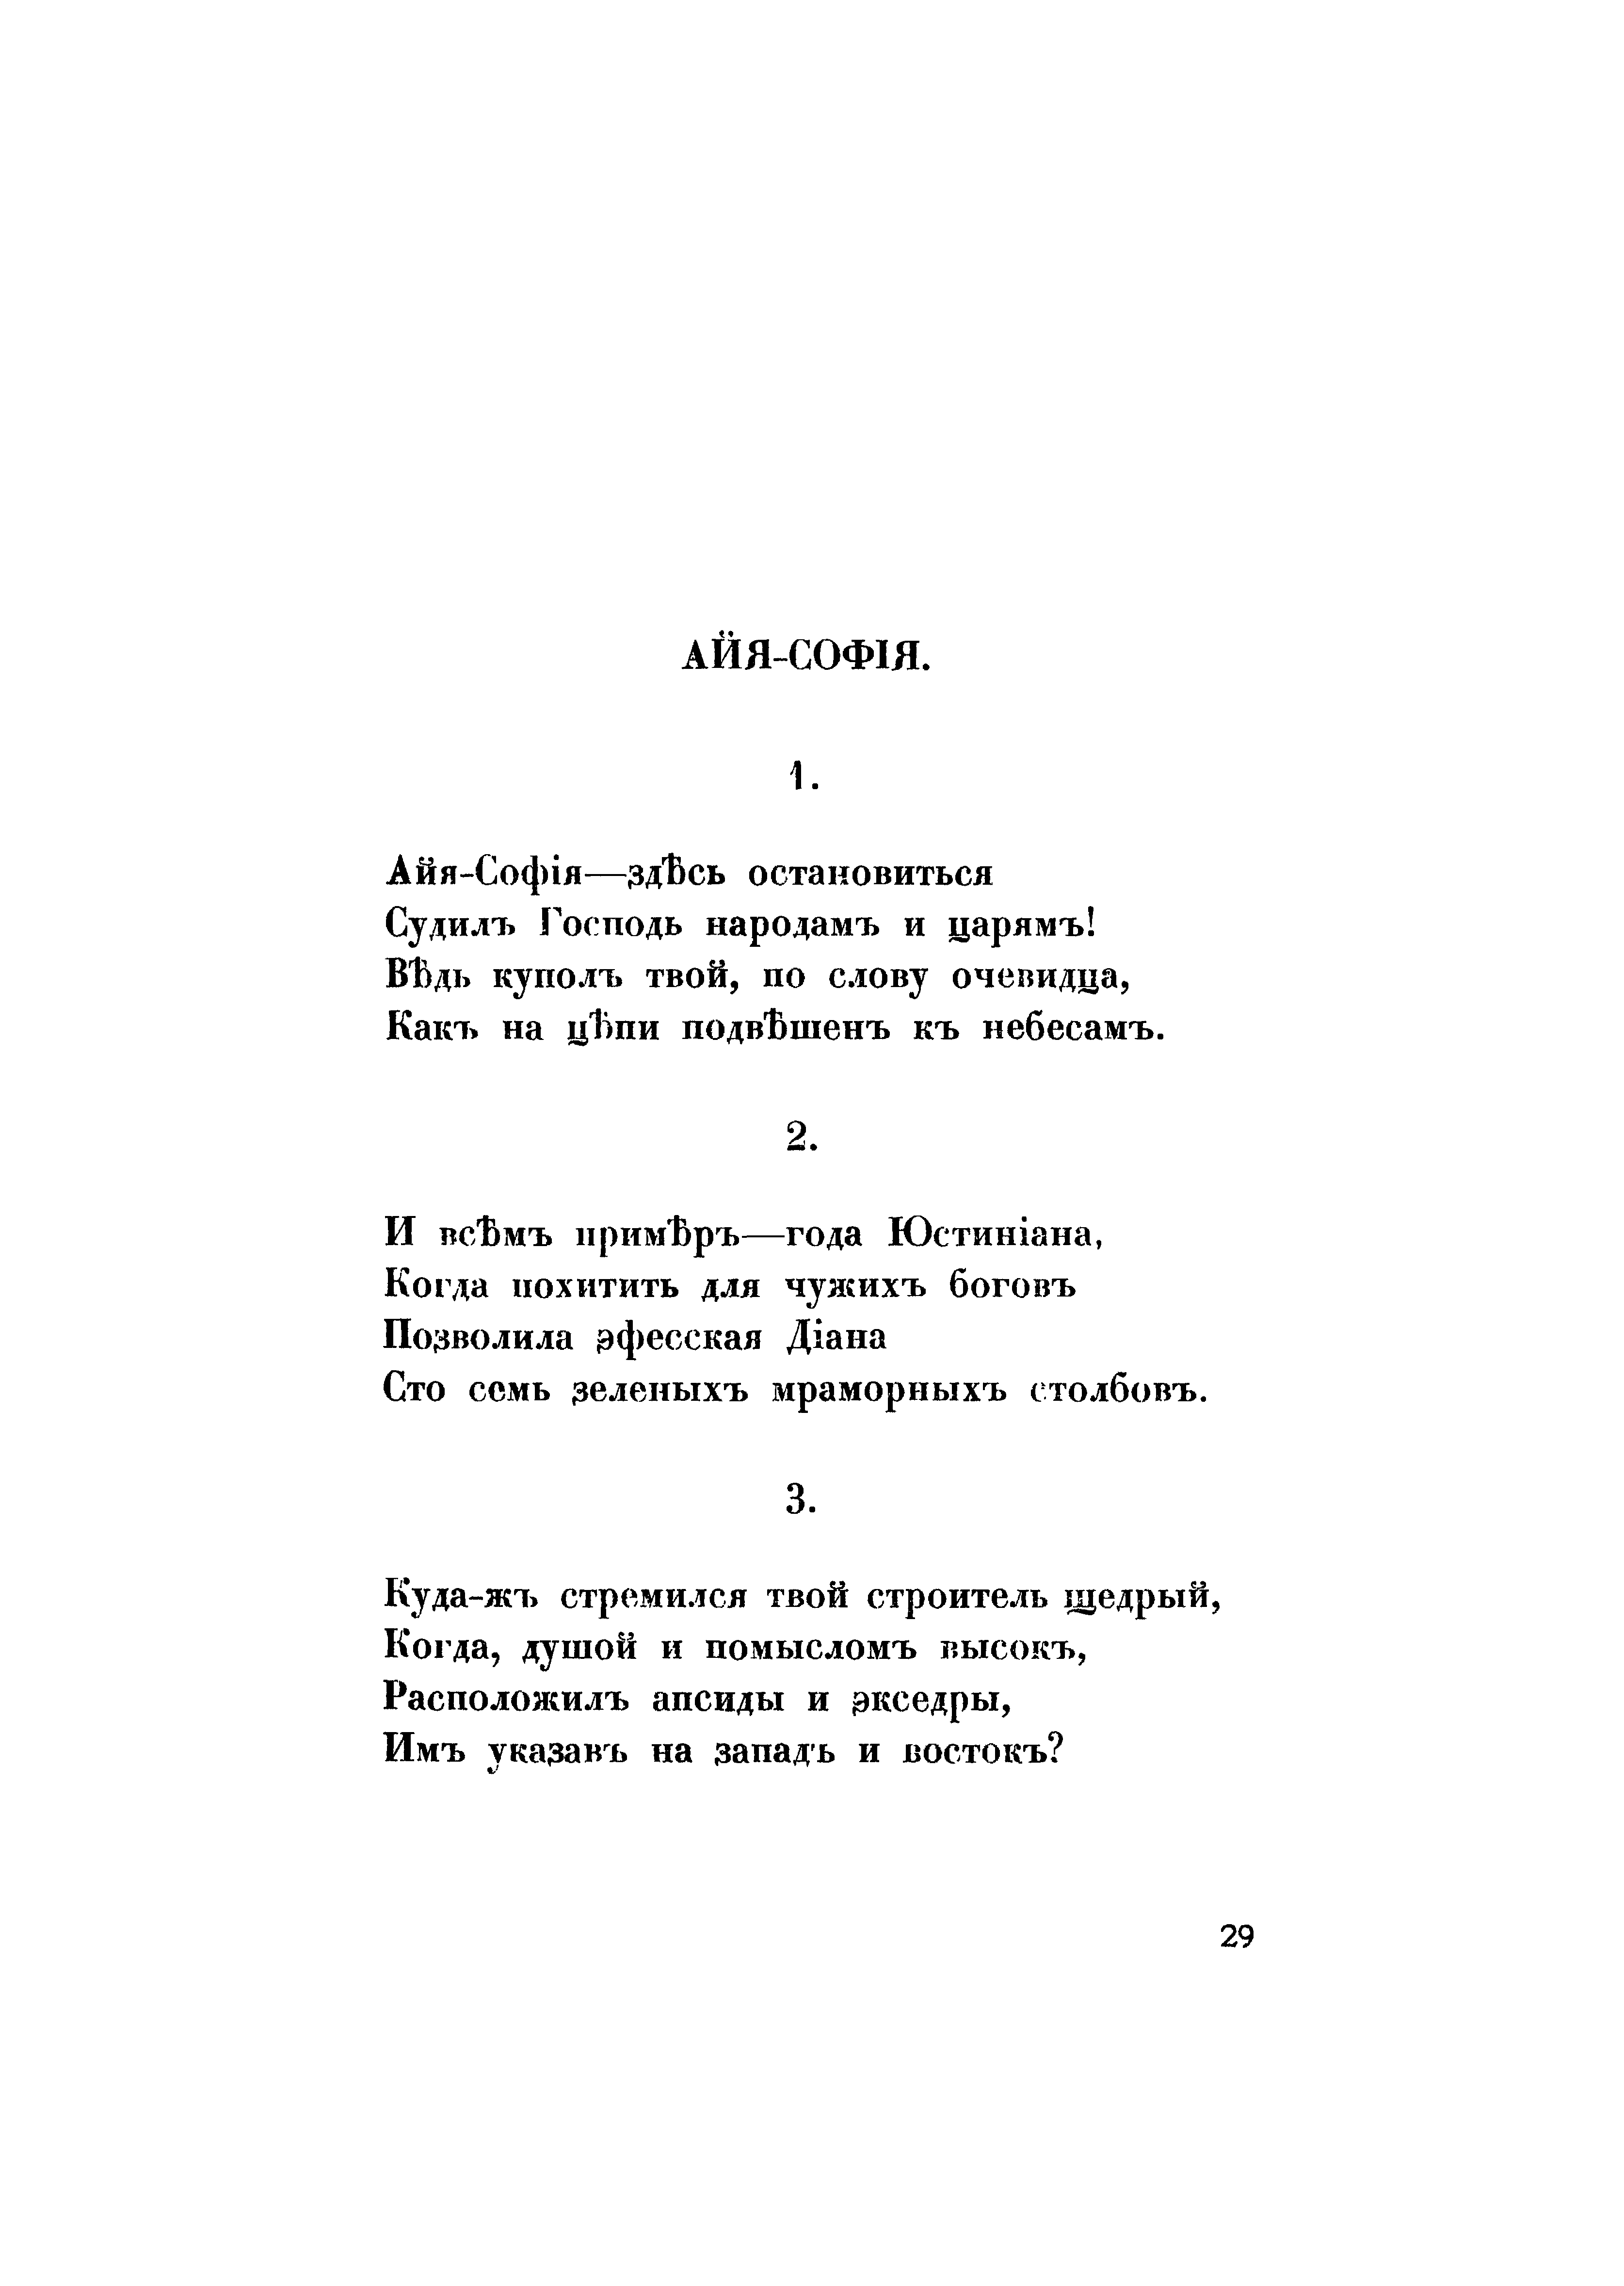 АЙЯ-СОФІЯ.
1.
Айя-Софія—здѣсь остановиться
Судилъ Господь народамъ и царямъ!
Вѣдь куполъ твой, по слову очевидца,
Какъ на цѣпи подвѣшенъ къ небесамъ.
2.
И всѣмъ примѣръ—года Юстиніана,
Когда похитить для чужихъ боговъ
Позволила эфесская Діана
Сто семь зеленыхъ мраморныхъ столбовъ.
3.
Куда-жъ стремился твой строитель щедрый,
Когда, душой и помысломъ высокъ,
Расположилъ апсиды и экседры,
Имъ указавъ на западъ и востокъ?
29